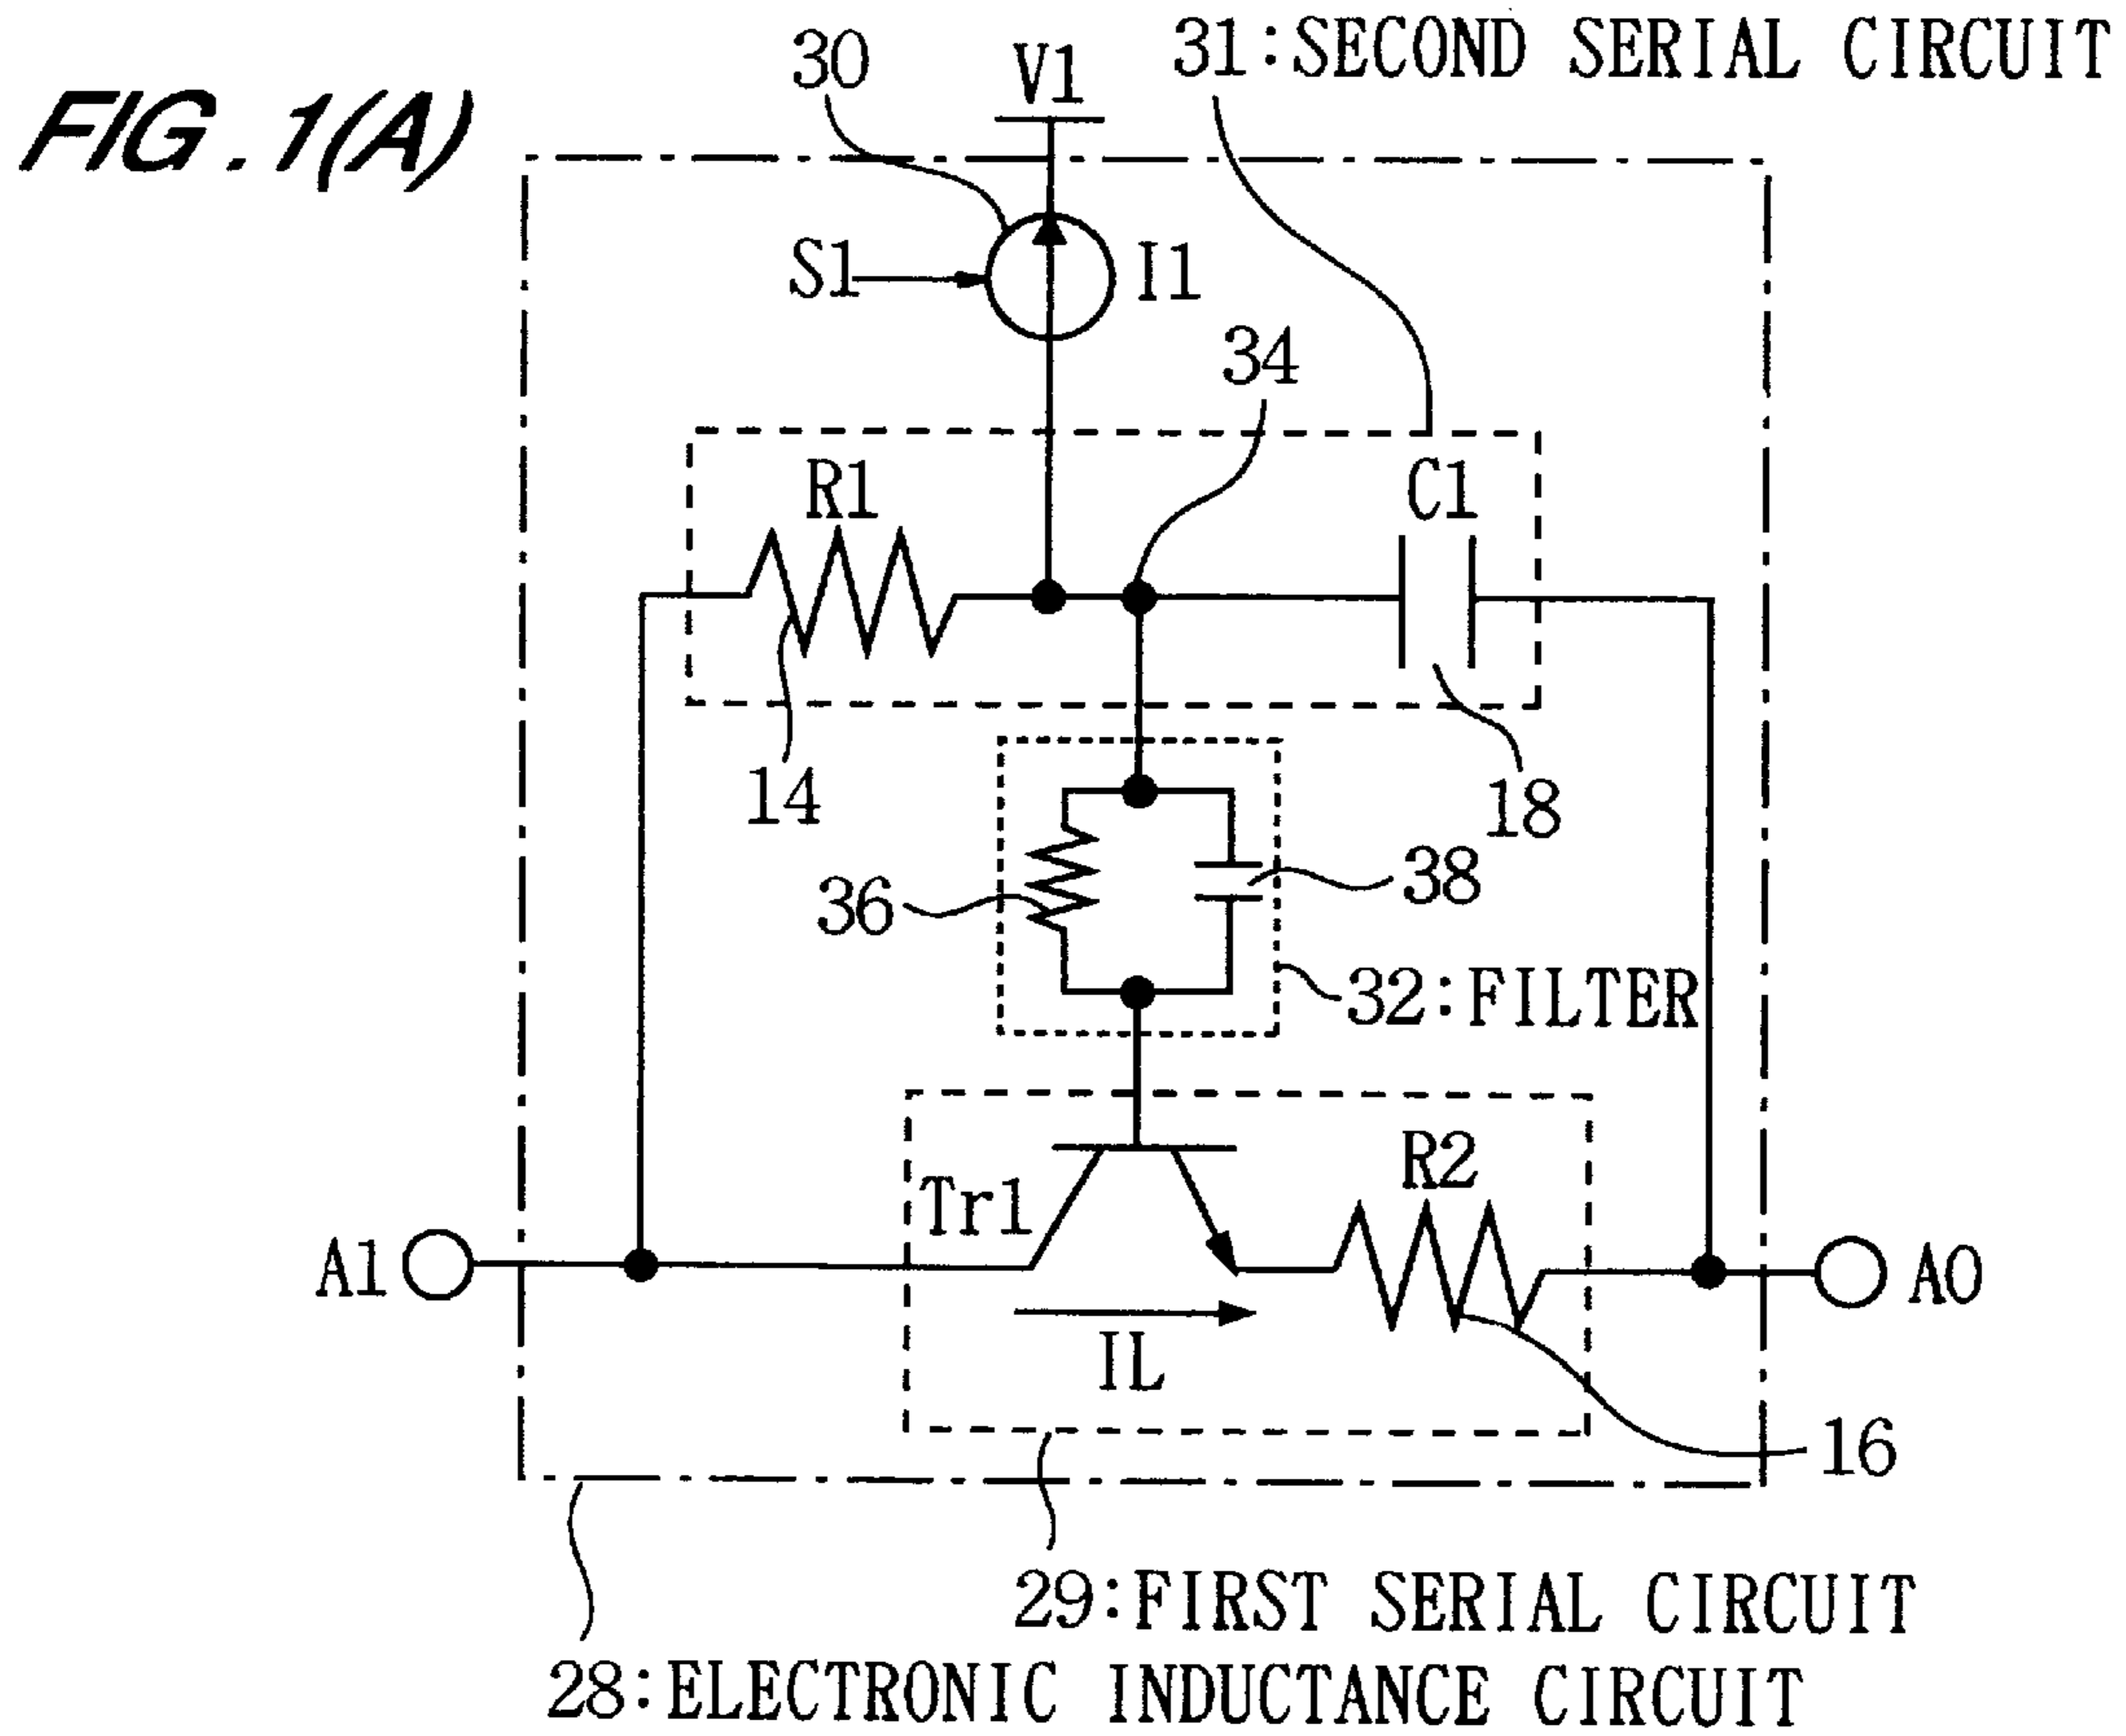 FIG. 1(A)
31:SECOND SERIAL CIRCUIT
30
V1
S1
I1
34
R1
C1
14
18
36
38
32:FILTER
Tr1
R2
A1
A0
IL
16
29:FIRST SERIAL CIRCUIT
28:ELECTRONIC INDUCTANCE CIRCUIT